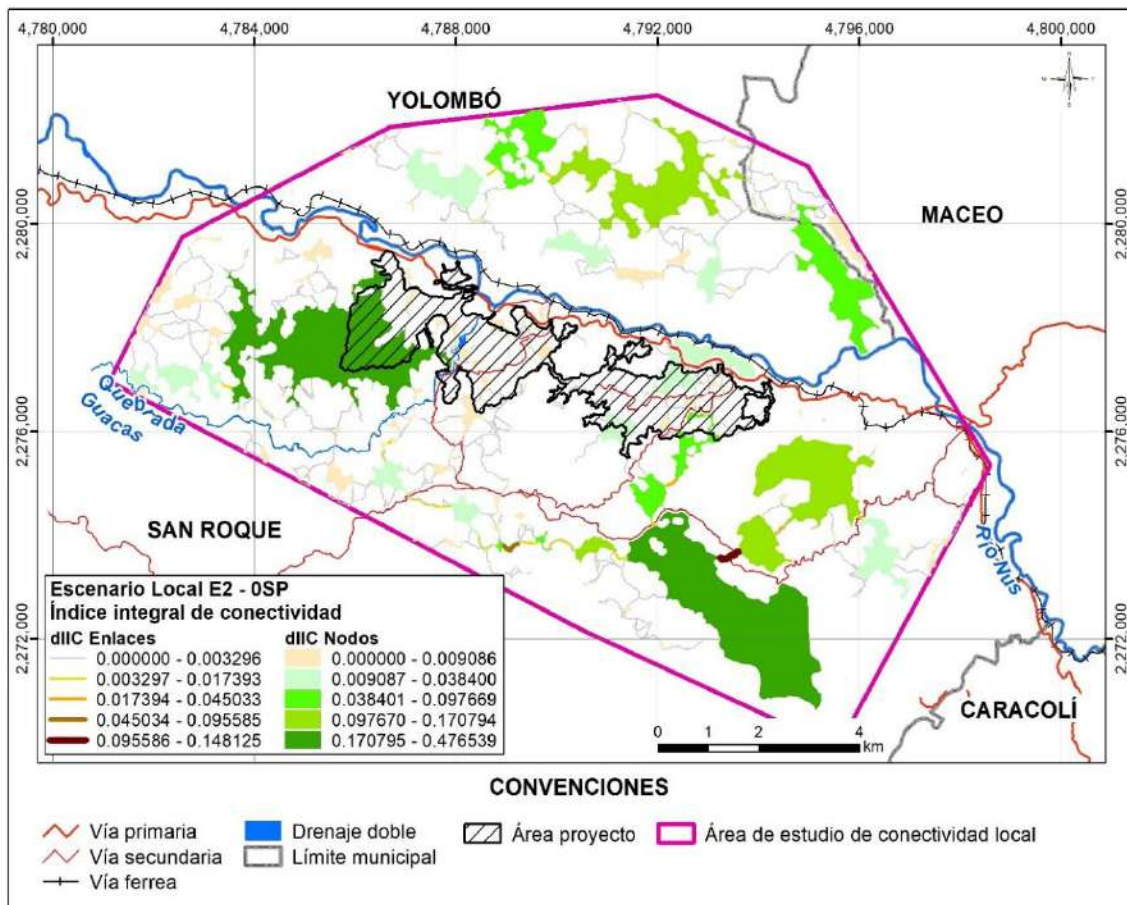 4,780,000 4,784,000 4,788,000 4,792,000 4,796,000 4,800,000
YOLOMBÓ
MACEO
2,280,000
2,280,000
2,276,000
2,276,000
Quebrada
Guacas
SAN ROQUE
Río Nus
2,272,000
2,272,000
CARACOLÍ
Escenario Local E2 - 0SP
Índice integral de conectividad
dIIC Enlaces dIIC Nodos
0.000000 - 0.003296 0.000000 - 0.009086
0.003297 - 0.017393 0.009087 - 0.038400
0.017394 - 0.045033 0.038401 - 0.097669
0.045034 - 0.095585 0.097670 - 0.170794
0.095586 - 0.148125 0.170795 - 0.476539
0 1 2 4
km
CONVENCIONES
Vía primaria Drenaje doble Área proyecto Área de estudio de conectividad local
Vía secundaria Límite municipal
Vía ferrea